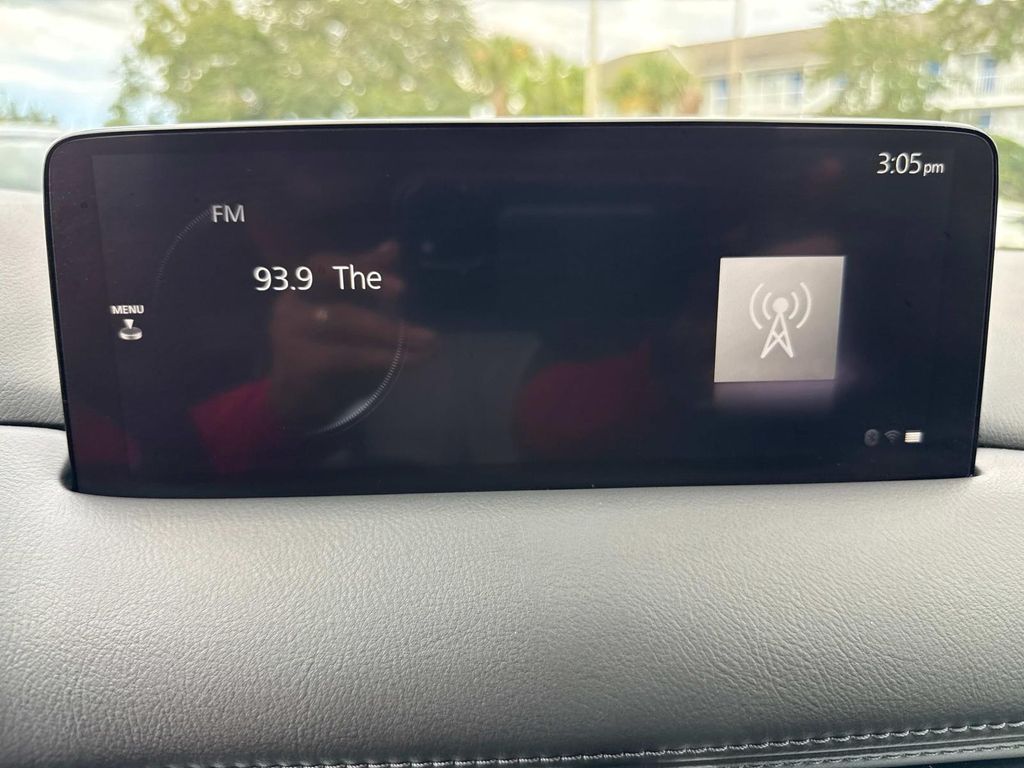 3:05pm
FM
93.9 The
MENU